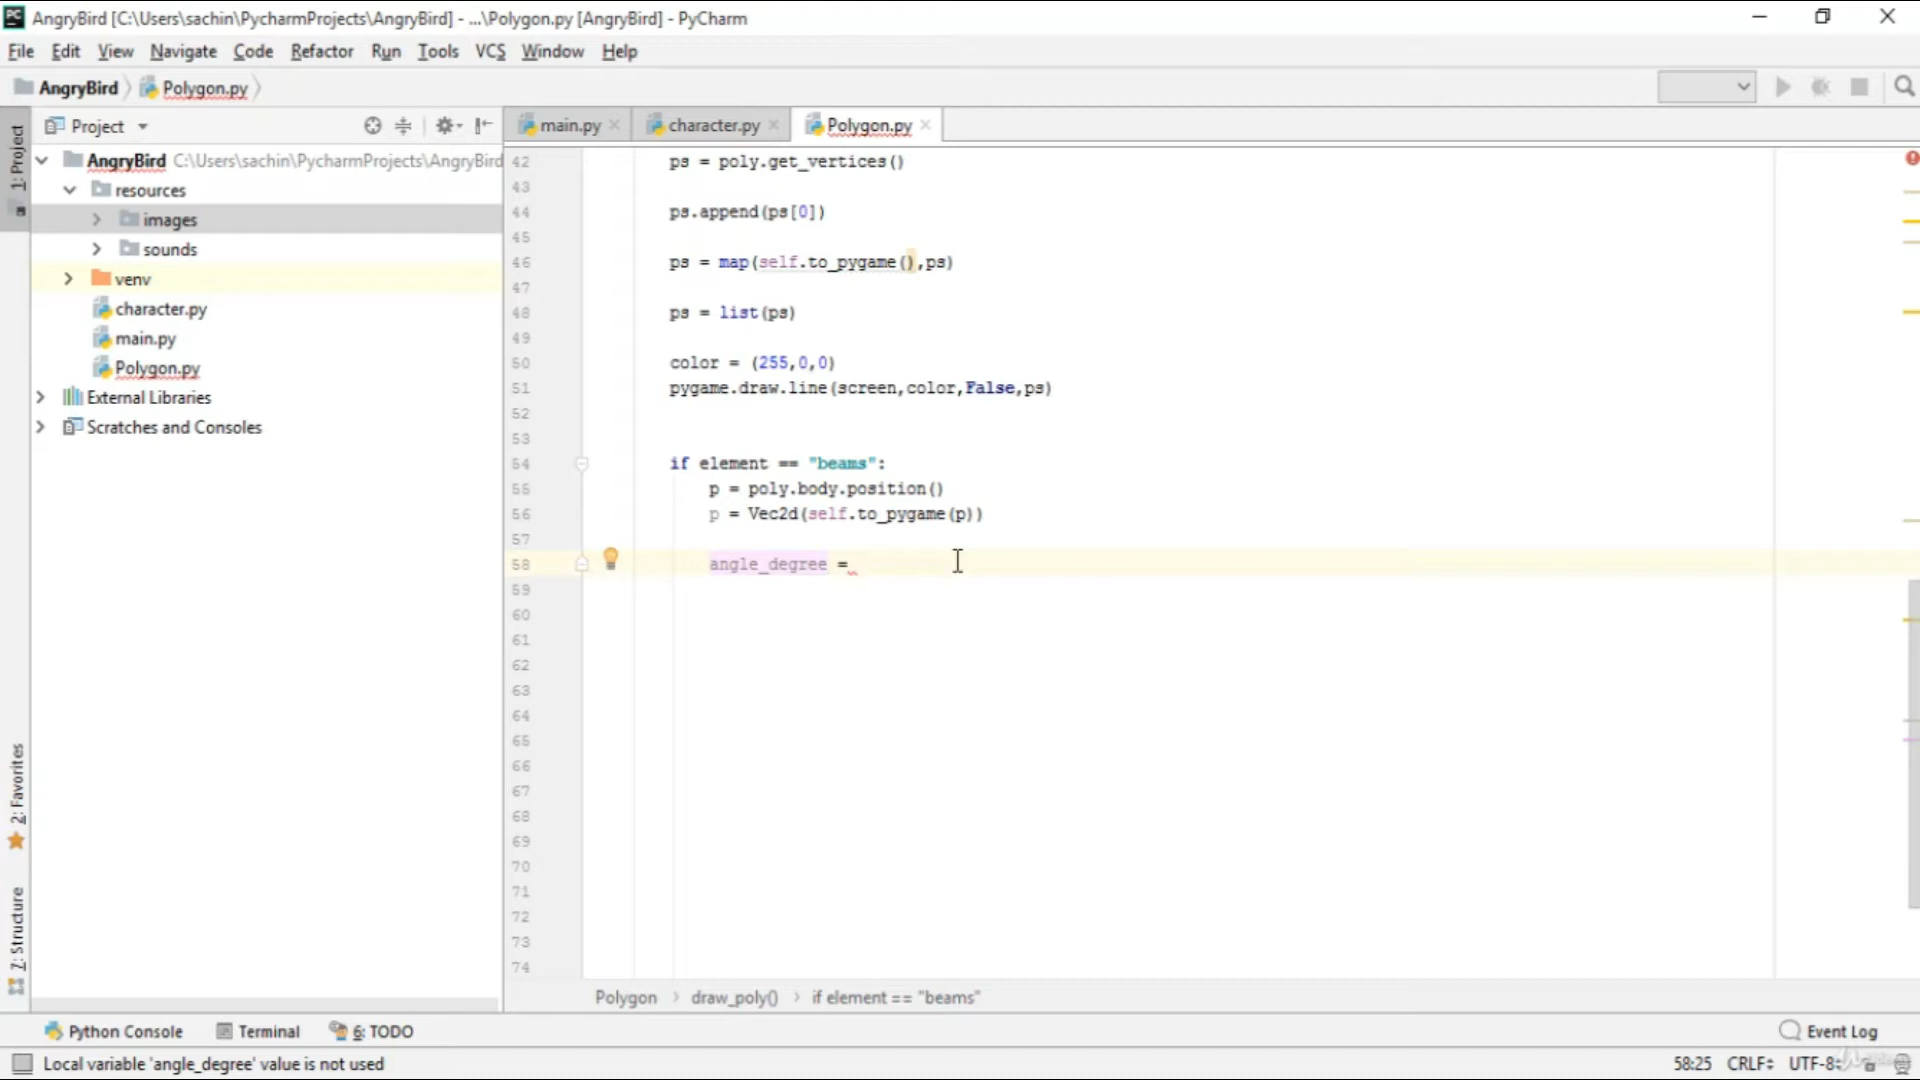 AngryBird [C:\Users\sachin\PycharmProjects\AngryBird] - ...\Polygon.py [AngryBird] - PyCharm
File Edit View Navigate Code Refactor Run Tools VCS Window Help
AngryBird Polygon.py
Project
main.py character.py Polygon.py
1: Project
AngryBird C:\Users\sachin\PycharmProjects\AngryBird
resources
images
sounds
venv
character.py
main.py
Polygon.py
External Libraries
Scratches and Consoles
2: Favorites
7: Structure
42 ps = poly.get_vertices()
43
44 ps.append(ps[0])
45
46 ps = map(self.to_pygame(),ps)
47
48 ps = list(ps)
49
50 color = (255,0,0)
51 pygame.draw.line(screen,color,False,ps)
52
53
54 if element == "beams":
55 p = poly.body.position()
56 p = Vec2d(self.to_pygame(p))
57
58 angle_degree =
59
60
61
62
63
64
65
66
67
68
69
70
71
72
73
74
Polygon draw_poly() if element == "beams"
Python Console Terminal 6: TODO Event Log
Local variable 'angle_degree' value is not used 58:25 CRLF UTF-8